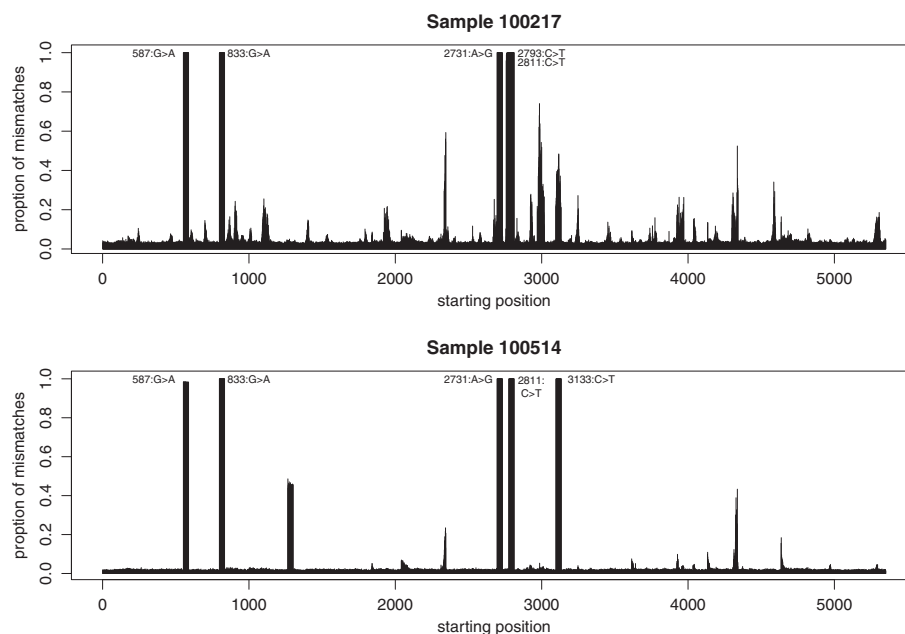 Sample 100217
587:G>A 833:G>A 2731:A>G 2793:C>T
2811:C>T
proption of mismatches
1.0
0.8
0.6
0.4
0.2
0.0
0 1000 2000 3000 4000 5000
starting position
Sample 100514
587:G>A 833:G>A 2731:A>G 2811: 3133:C>T
C>T
proption of mismatches
1.0
0.8
0.6
0.4
0.2
0.0
0 1000 2000 3000 4000 5000
starting position